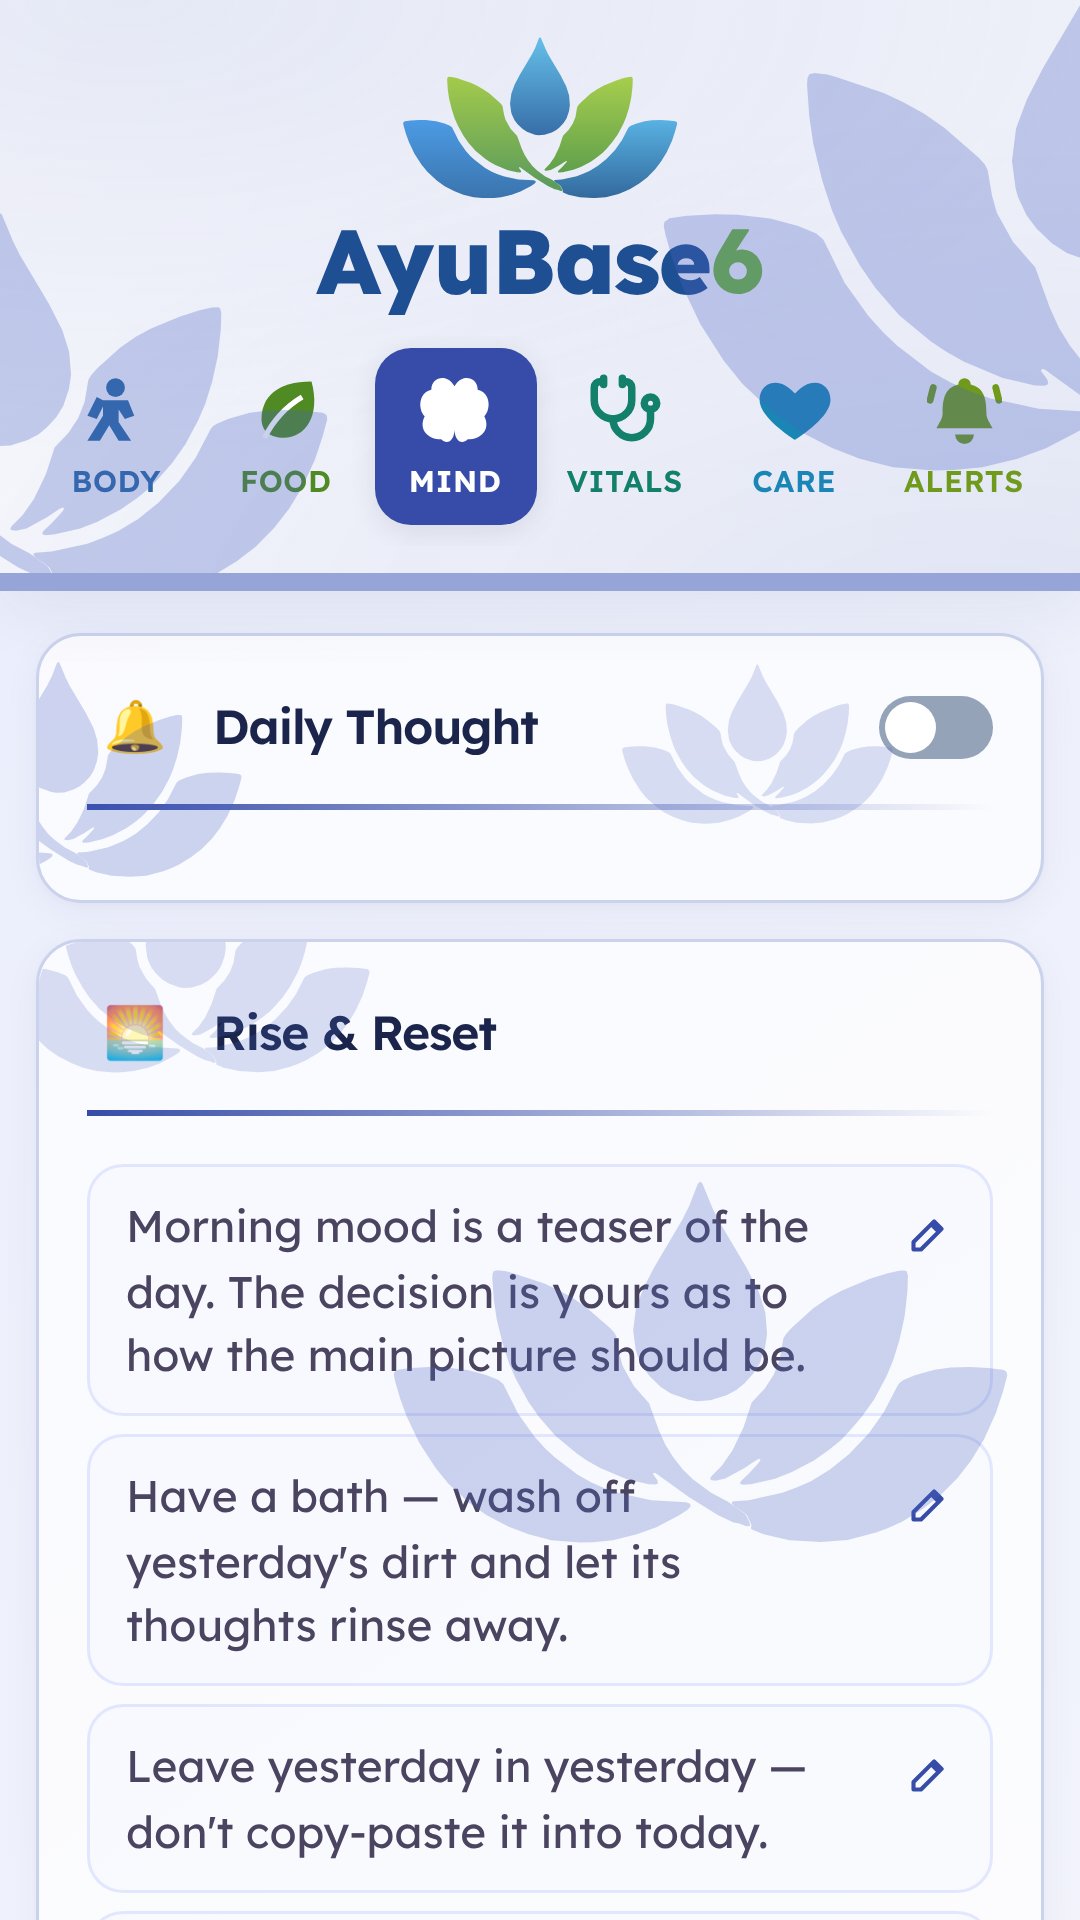 AyuBase6
BODY
FOOD
MIND
VITALS
CARE
ALERTS
Daily Thought
Rise & Reset
Morning mood is a teaser of the
day. The decision is yours as to
how the main picture should be.
Have a bath — wash off
yesterday's dirt and let its
thoughts rinse away.
Leave yesterday in yesterday —
don't copy-paste it into today.